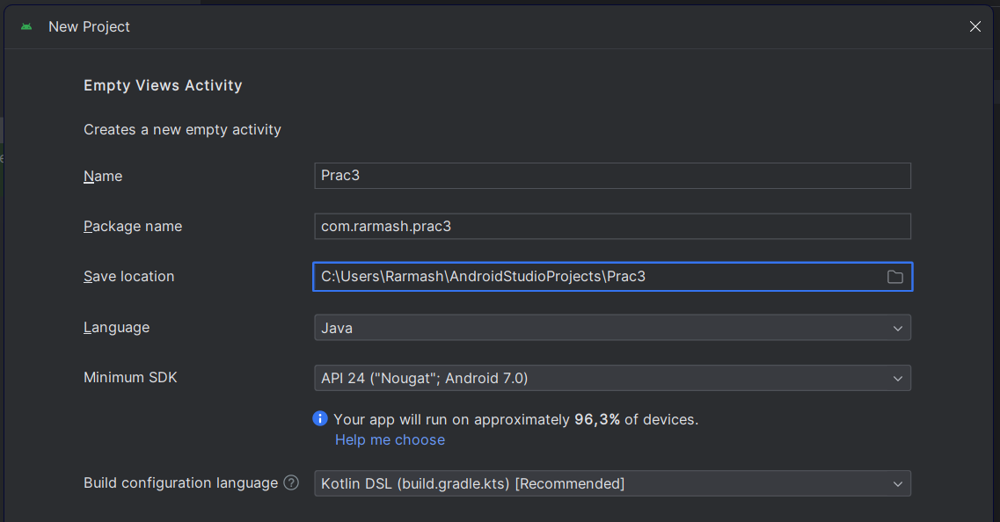 New Project
Empty Views Activity
Creates a new empty activity
Name Prac3
Package name com.rarmash.prac3
Save location C:\Users\Rarmash\AndroidStudioProjects\Prac3
Language Java
Minimum SDK API 24 ("Nougat"; Android 7.0)
Your app will run on approximately 96,3% of devices.
Help me choose
Build configuration language ? Kotlin DSL (build.gradle.kts) [Recommended]